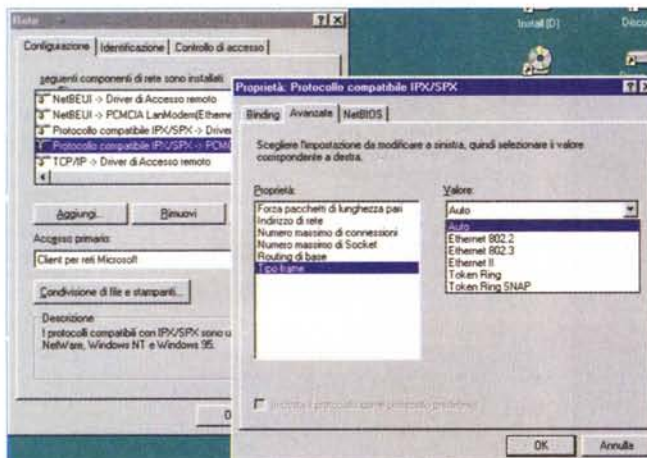 Rete
Configurazione
Identificazione
Controllo di accesso
seguenti componenti di rete sono installati:
NetBEUI -> Driver di Accesso remoto
NetBEUI -> PCMCIA LanModem(Etherne
Protocollo compatibile IPX/SPX -> Driver
Protocollo compatibile IPX/SPX -> PCMC
TCP/IP -> Driver di Accesso remoto
Aggiungi...
Rimuovi
Accesso primario:
Client per reti Microsoft
Condivisione di file e stampanti...
Descrizione
I protocolli compatibili con IPX/SPX sono u
NetWare, Windows NT e Windows 95.
Install (D)
Disco
Proprietà: Protocollo compatibile IPX/SPX
Binding
Avanzate
NetBIOS
Scegliere l'impostazione da modificare a sinistra, quindi selezionare il valore
corrispondente a destra.
Proprietà:
Forza pacchetti di lunghezza pari
Indirizzo di rete
Numero massimo di connessioni
Numero massimo di Socket
Routing di base
Tipo frame
Valore:
Auto
Auto
Ethernet 802.2
Ethernet 802.3
Ethernet II
Token Ring
Token Ring SNAP
OK
Annulla